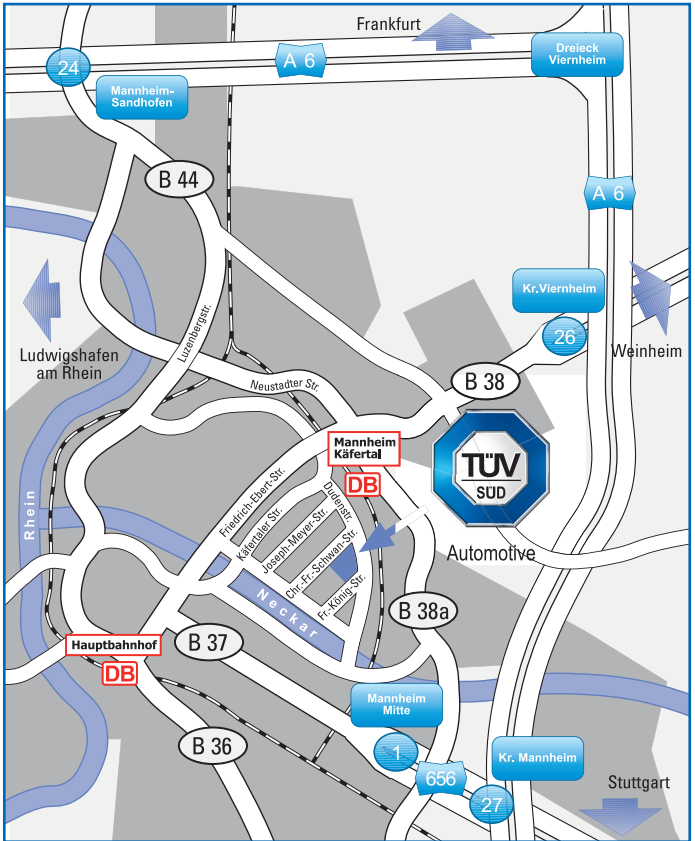 Frankfurt
24
A 6
Dreieck
Viernheim
Mannheim-
Sandhofen
B 44
A 6
Kr.Viernheim
26
Weinheim
Ludwigshafen
am Rhein
Luzenbergstr.
Neustadter Str.
B 38
Mannheim
Käfertal
DB
TÜV
SÜD
Automotive
Rhein
Friedrich-Ebert-Str.
Käfertaler Str.
Joseph-Meyer-Str.
Dudenstr.
Chr.-Fr.-Schwan-Str.
Fr.-König-Str.
Neckar
B 38a
Hauptbahnhof
DB
B 37
Mannheim
Mitte
B 36
1
656
27
Kr. Mannheim
Stuttgart